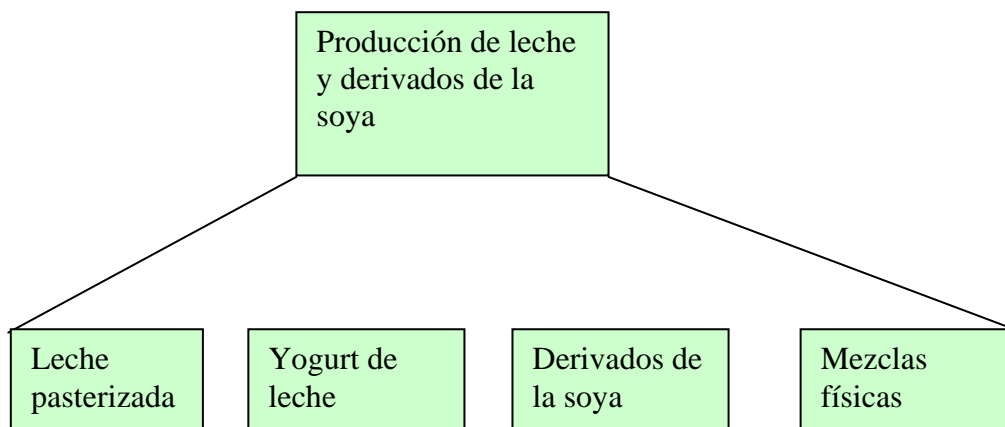 Producción de leche
y derivados de la
soya
Leche
pasterizada
Yogurt de
leche
Derivados de
la soya
Mezclas
físicas